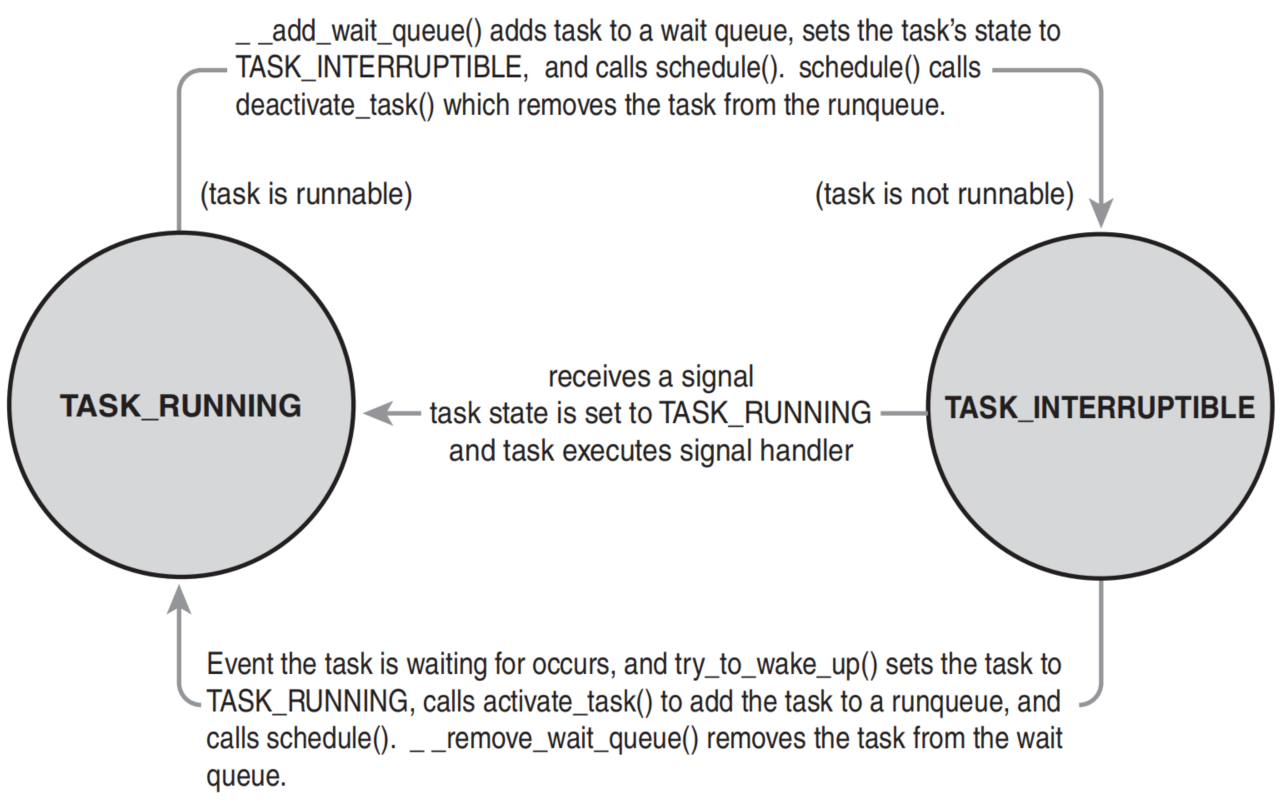 _ _add_wait_queue() adds task to a wait queue, sets the task's state to
TASK_INTERRUPTIBLE, and calls schedule(). schedule() calls
deactivate_task() which removes the task from the runqueue.
(task is runnable)
(task is not runnable)
receives a signal
TASK_RUNNING
task state is set to TASK_RUNNING
TASK_INTERRUPTIBLE
and task executes signal handler
Event the task is waiting for occurs, and try_to_wake_up() sets the task to
TASK_RUNNING, calls activate_task() to add the task to a runqueue, and
calls schedule(). _ _remove_wait_queue() removes the task from the wait
queue.